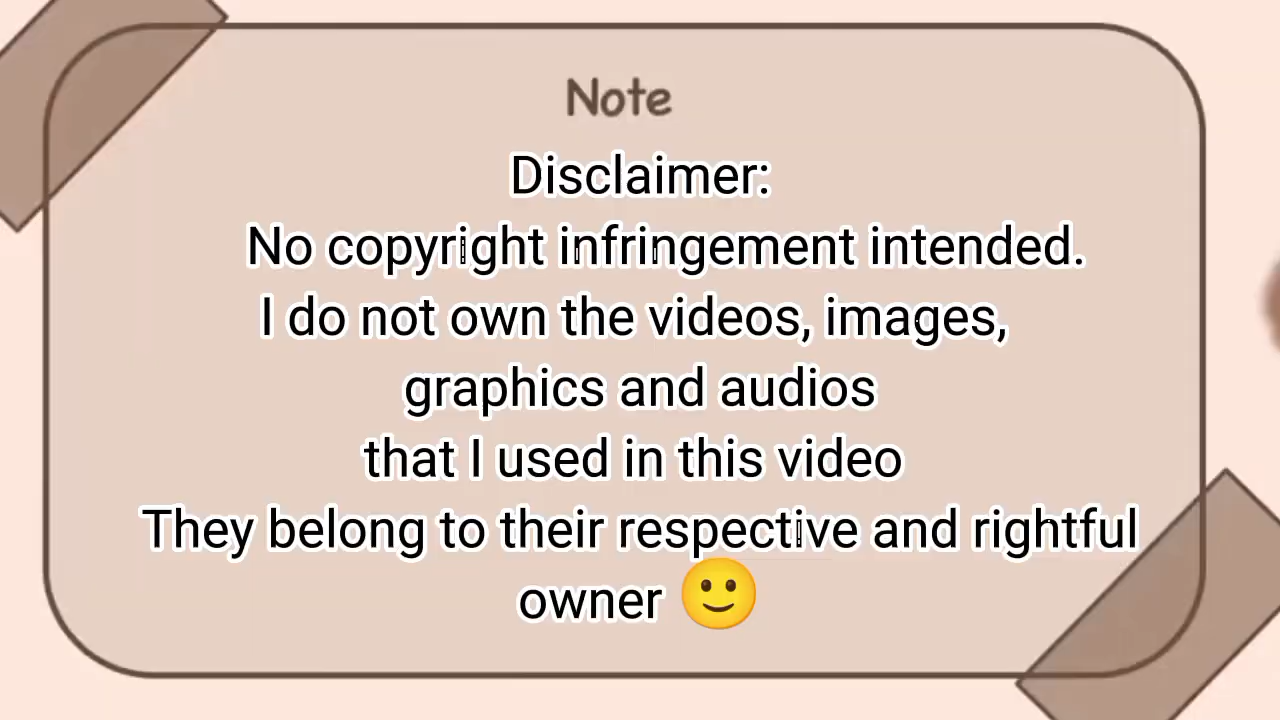 Note
Disclaimer:
No copyright infringement intended.
I do not own the videos, images,
graphics and audios
that I used in this video
They belong to their respective and rightful
owner 🙂